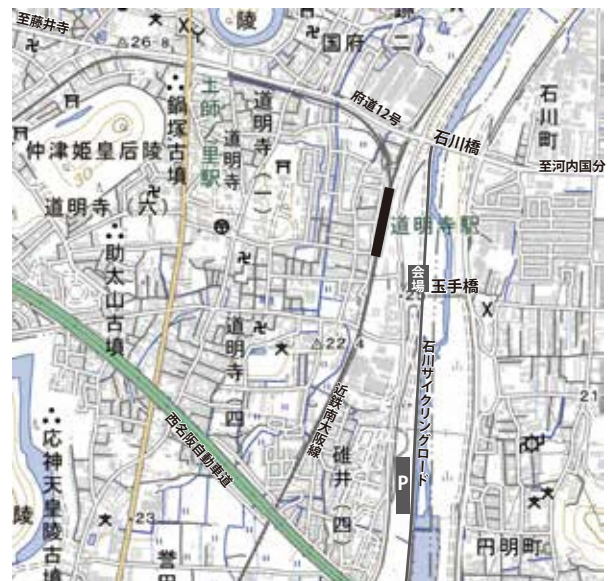 至藤井寺
26.8
陵
国府
二
鍋塚古墳
土師ノ里駅
道明寺
道明寺(一)
府道12号
石川橋
石川町
至河内国分
仲津姫皇后陵
30
道明寺(六)
助太山古墳
道明寺駅
会場
玉手橋
25
道明寺(四)
22.4
石川サイクリングロード
近鉄南大阪線
西名阪自動車道
21
応神天皇陵古墳
陵
碓井(四)
P
23
誉田
円明町